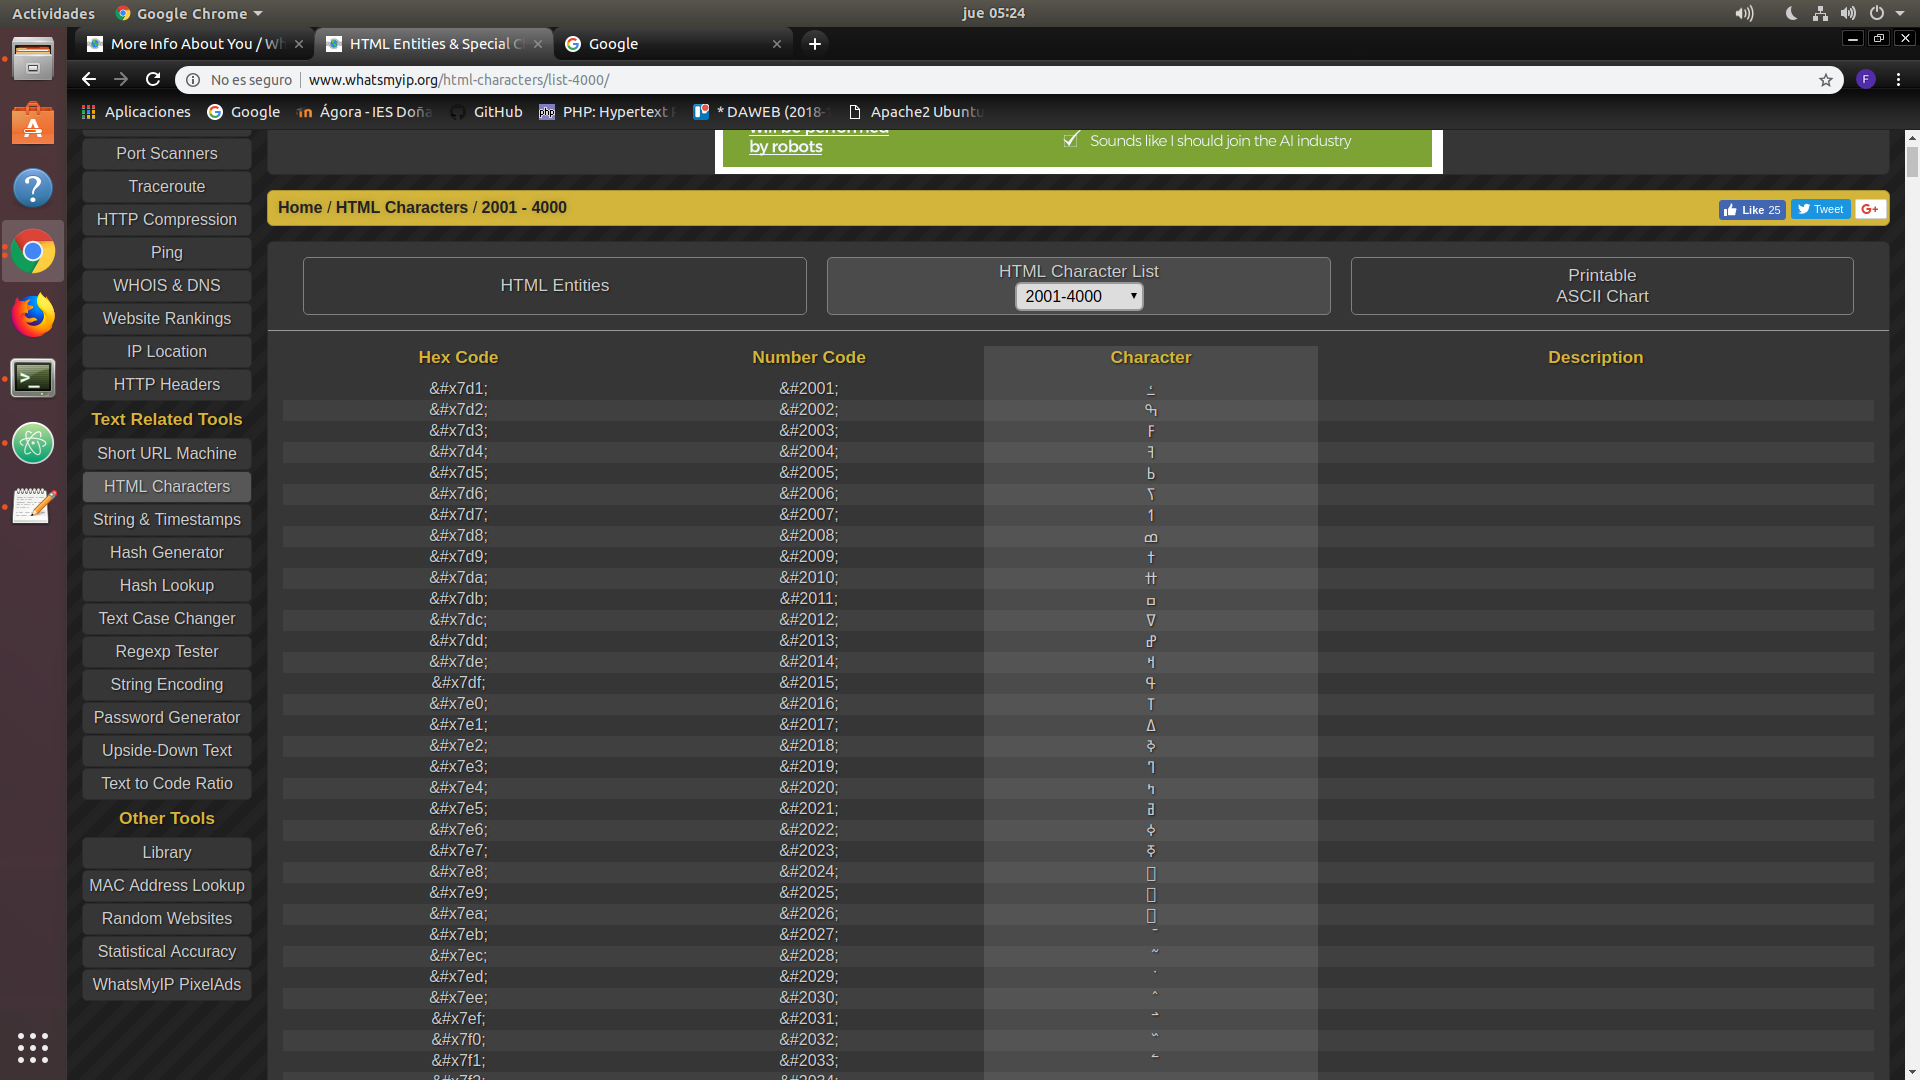 Actividades
Google Chrome
jue 05:24
More Info About You / Wh
HTML Entities & Special C
Google
No es seguro
www.whatsmyip.org/html-characters/list-4000/
F
Aplicaciones
Google
Ágora - IES Doña
GitHub
PHP: Hypertext
* DAWEB (2018-
Apache2 Ubuntu
will be performed
by robots
Sounds like I should join the AI industry
Port Scanners
Traceroute
HTTP Compression
Ping
WHOIS & DNS
Website Rankings
IP Location
HTTP Headers
Text Related Tools
Short URL Machine
HTML Characters
String & Timestamps
Hash Generator
Hash Lookup
Text Case Changer
Regexp Tester
String Encoding
Password Generator
Upside-Down Text
Text to Code Ratio
Other Tools
Library
MAC Address Lookup
Random Websites
Statistical Accuracy
WhatsMyIP PixelAds
Home / HTML Characters / 2001 - 4000
Like 25
Tweet
G+
HTML Entities
HTML Character List
2001-4000
Printable
ASCII Chart
Hex Code Number Code Character Description
&#x7d1; &#2001; ߑ
&#x7d2; &#2002; ߒ
&#x7d3; &#2003; ߓ
&#x7d4; &#2004; ߔ
&#x7d5; &#2005; ߕ
&#x7d6; &#2006; ߖ
&#x7d7; &#2007; ߗ
&#x7d8; &#2008; ߘ
&#x7d9; &#2009; ߙ
&#x7da; &#2010; ߚ
&#x7db; &#2011; ߛ
&#x7dc; &#2012; ߜ
&#x7dd; &#2013; ߝ
&#x7de; &#2014; ߞ
&#x7df; &#2015; ߟ
&#x7e0; &#2016; ߠ
&#x7e1; &#2017; ߡ
&#x7e2; &#2018; ߢ
&#x7e3; &#2019; ߣ
&#x7e4; &#2020; ߤ
&#x7e5; &#2021; ߥ
&#x7e6; &#2022; ߦ
&#x7e7; &#2023; ߧ
&#x7e8; &#2024;
&#x7e9; &#2025;
&#x7ea; &#2026;
&#x7eb; &#2027; ߫
&#x7ec; &#2028; ߬
&#x7ed; &#2029; ߭
&#x7ee; &#2030; ߮
&#x7ef; &#2031; ߯
&#x7f0; &#2032; ߰
&#x7f1; &#2033; ߱